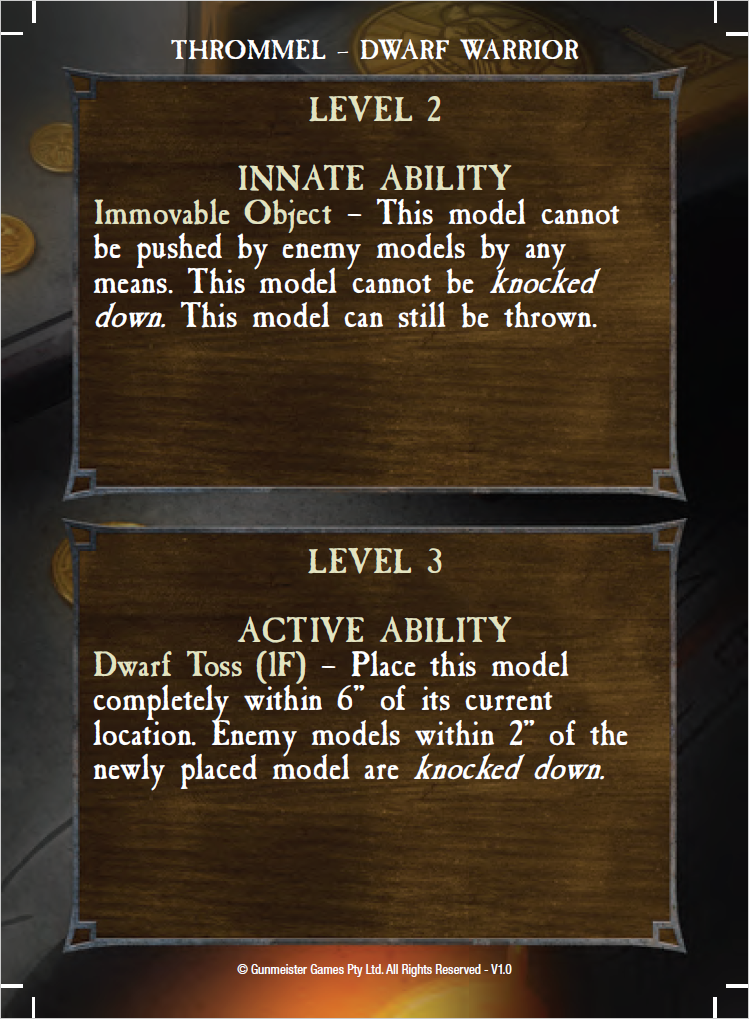 THROMMEL – DWARF WARRIOR
LEVEL 2
INNATE ABILITY
Immovable Object – This model cannot
be pushed by enemy models by any
means. This model cannot be knocked
down. This model can still be thrown.
LEVEL 3
ACTIVE ABILITY
Dwarf Toss (1F) – Place this model
completely within 6” of its current
location. Enemy models within 2” of the
newly placed model are knocked down.
© Gunmeister Games Pty Ltd. All Rights Reserved - V1.0